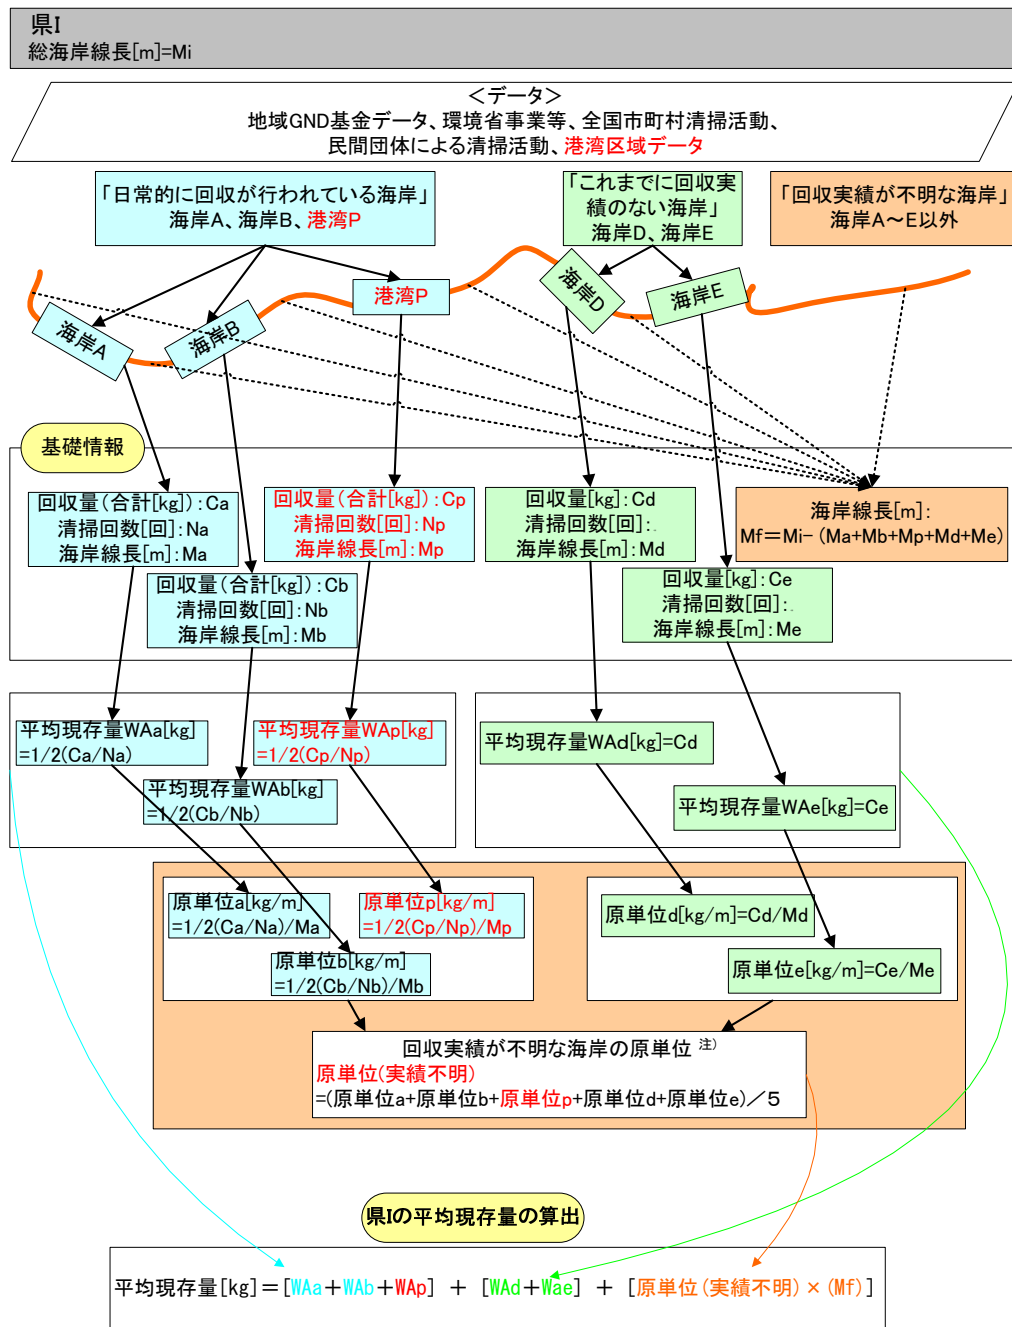 県I
総海岸線長[m]=Mi
＜データ＞
地域GND基金データ、環境省事業等、全国市町村清掃活動、
民間団体による清掃活動、港湾区域データ
「日常的に回収が行われている海岸」
海岸A、海岸B、港湾P
「これまでに回収実
績のない海岸」
海岸D、海岸E
「回収実績が不明な海岸」
海岸A～E以外
海岸A
海岸B
港湾P
海岸D
海岸E
基礎情報
回収量(合計[kg]):Ca
清掃回数[回]:Na
海岸線長[m]:Ma
回収量(合計[kg]):Cb
清掃回数[回]:Nb
海岸線長[m]:Mb
回収量(合計[kg]):Cp
清掃回数[回]:Np
海岸線長[m]:Mp
回収量[kg]:Cd
清掃回数[回]:.
海岸線長[m]:Md
回収量[kg]:Ce
清掃回数[回]:.
海岸線長[m]:Me
海岸線長[m]:
Mf＝Mi-(Ma+Mb+Mp+Md+Me)
平均現存量WAa[kg]
=1/2(Ca/Na)
平均現存量WAb[kg]
=1/2(Cb/Nb)
平均現存量WAp[kg]
=1/2(Cp/Np)
平均現存量WAd[kg]=Cd
平均現存量WAe[kg]=Ce
原単位a[kg/m]
=1/2(Ca/Na)/Ma
原単位b[kg/m]
=1/2(Cb/Nb)/Mb
原単位p[kg/m]
=1/2(Cp/Np)/Mp
原単位d[kg/m]=Cd/Md
原単位e[kg/m]=Ce/Me
回収実績が不明な海岸の原単位 注)
原単位(実績不明)
=(原単位a+原単位b+原単位p+原単位d+原単位e)／5
県Iの平均現存量の算出
平均現存量[kg]＝[WAa＋WAb＋WAp] ＋ [WAd＋Wae] ＋ [原単位(実績不明)×(Mf)]